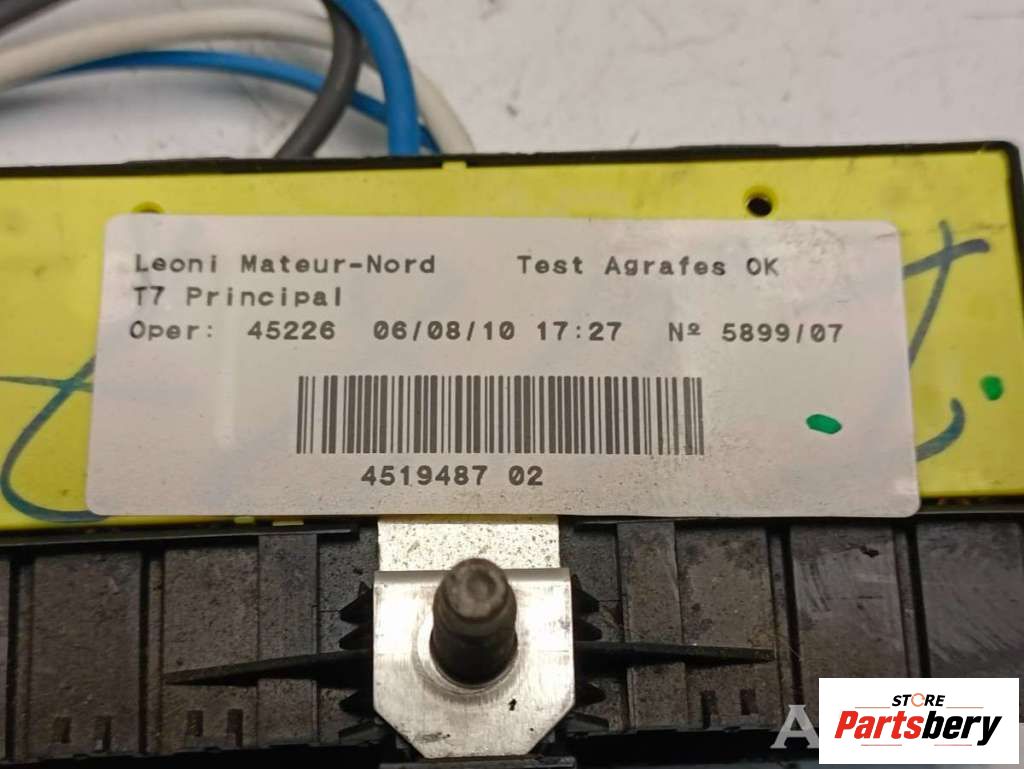 Leoni Mateur-Nord Test Agrafes OK
T7 Principal
Oper: 45226 06/08/10 17:27 Nº 5899/07
4519487 02
STORE
Partsbery